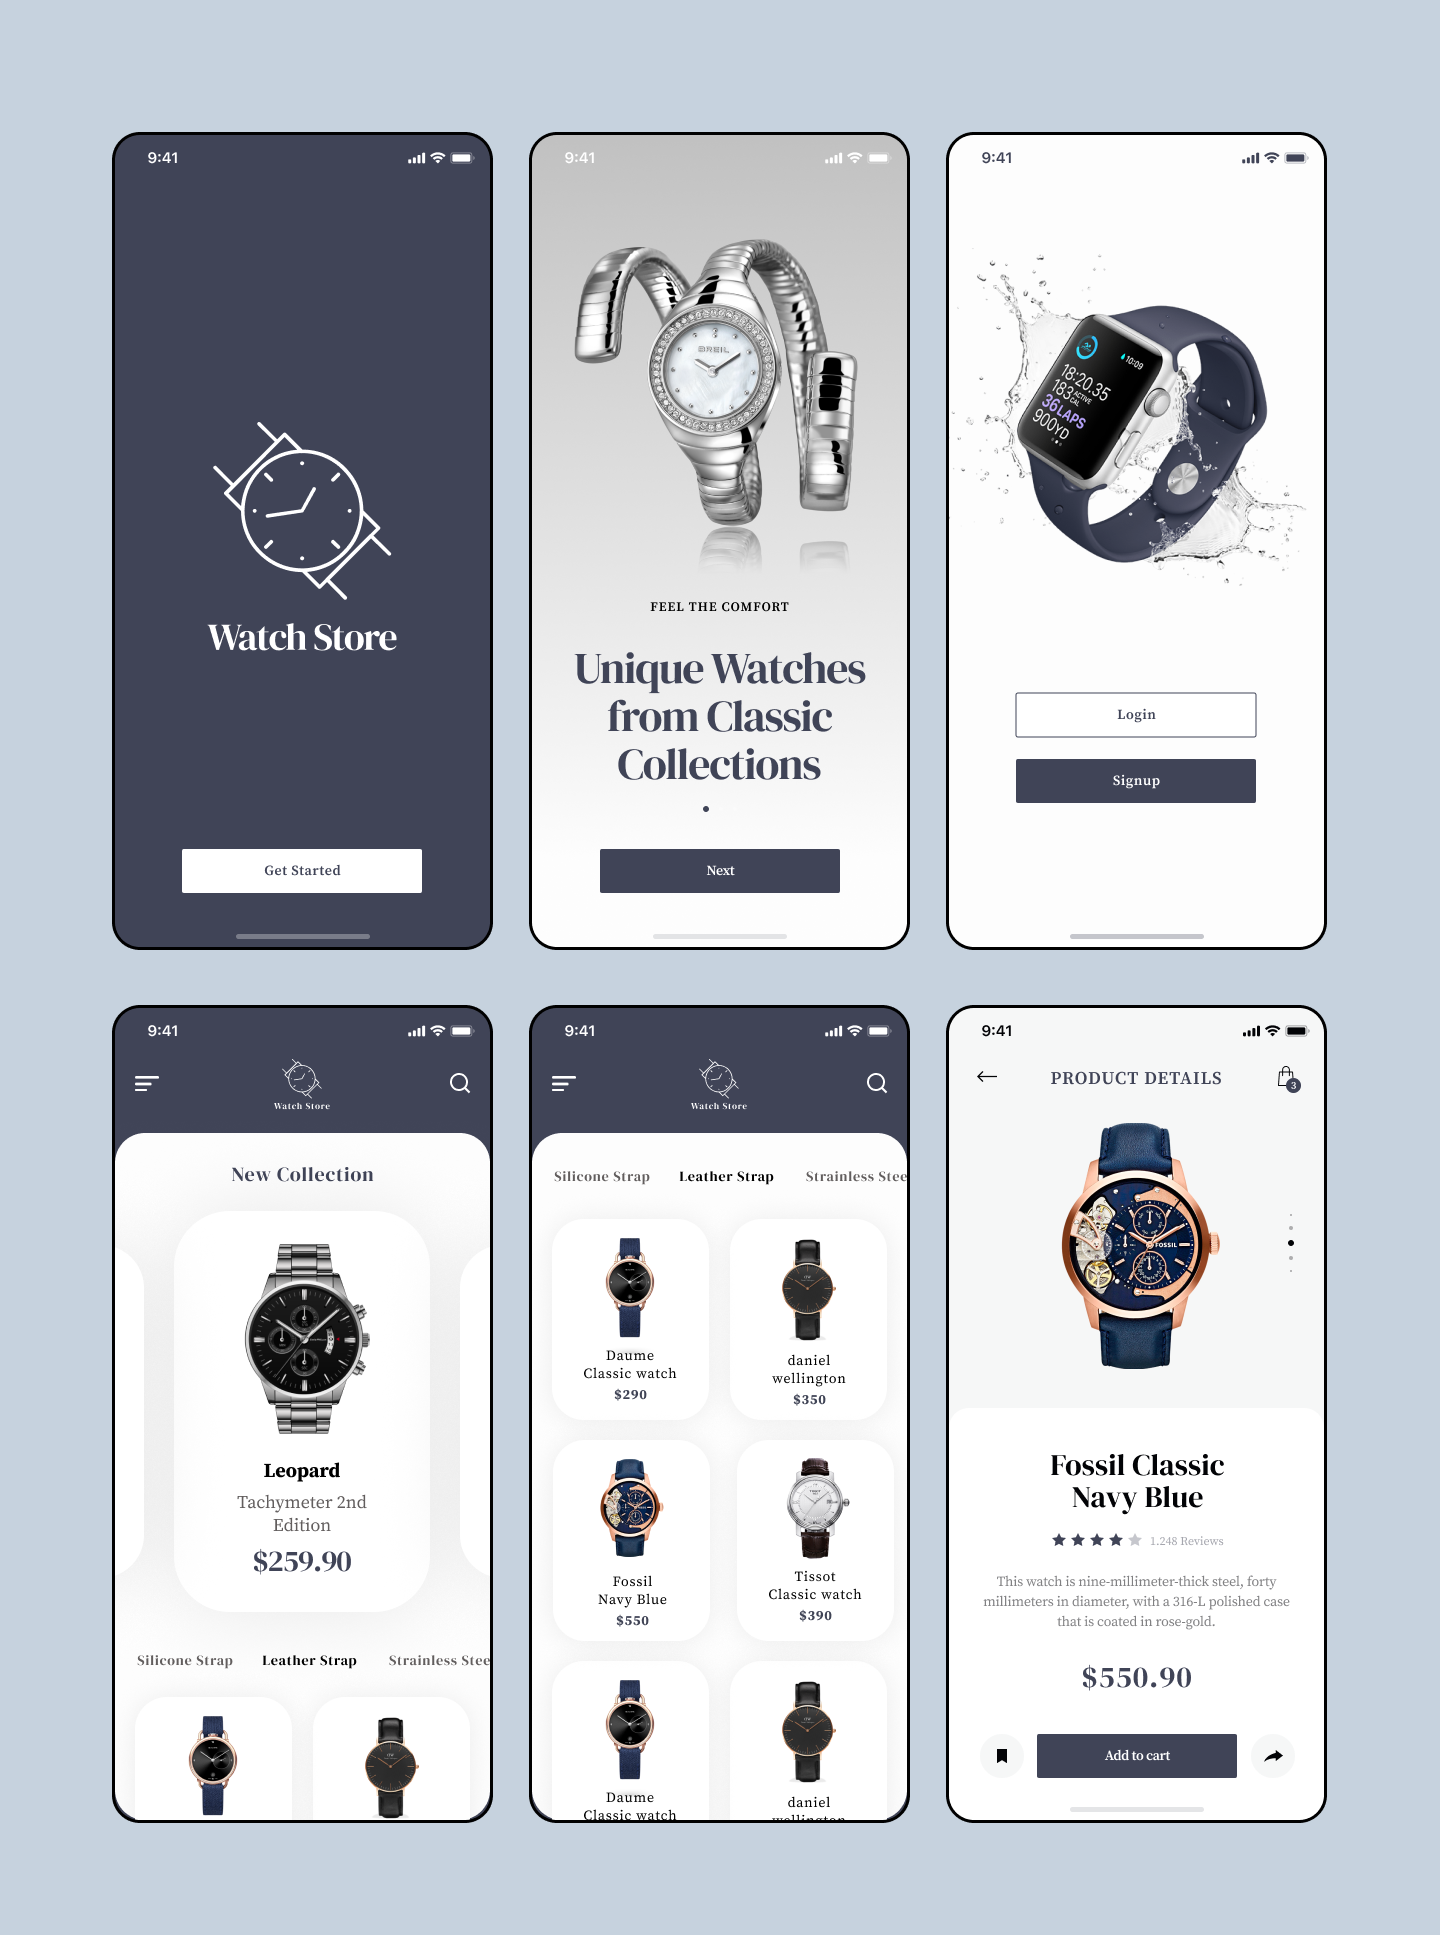 9:41
Watch Store
Get Started
9:41
BREIL
FEEL THE COMFORT
Unique Watches
from Classic
Collections
Next
9:41
10:09
18:20.35
183 ACTIVE CAL
36 LAPS
900YD
Login
Signup
9:41
Watch Store
New Collection
Leopard
Tachymeter 2nd
Edition
$259.90
Silicone Strap Leather Strap Strainless Stee
9:41
Watch Store
Silicone Strap Leather Strap Strainless Stee
Daume
Classic watch
$290
daniel
wellington
$350
Fossil
Navy Blue
$550
Tissot
Classic watch
$390
Daume
Classic watch
daniel
wellington
9:41
PRODUCT DETAILS
3
FOSSIL
Fossil Classic
Navy Blue
1.248 Reviews
This watch is nine-millimeter-thick steel, forty
millimeters in diameter, with a 316-L polished case
that is coated in rose-gold.
$550.90
Add to cart